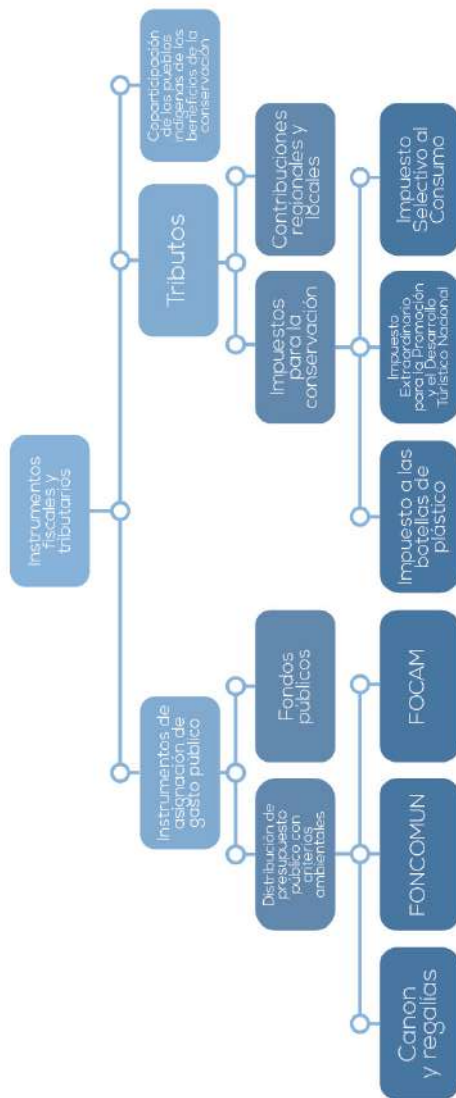 Instrumentos
fiscales y
tributarios
Instrumentos de
asignación de
gasto público
Tributos
Coparticipación
de los pueblos
indígenas de los
beneficios de la
conservación
Distribución de
presupuesto
público con
criterios
ambientales
Fondos
públicos
Impuestos
para la
conservación
Contribuciones
regionales y
locales
Canon
y regalías
FONCOMUN
FOCAM
Impuesto a las
botellas de
plástico
Impuesto
Extraordinario
para la Promoción
y el Desarrollo
Turístico Nacional
Impuesto
Selectivo al
Consumo